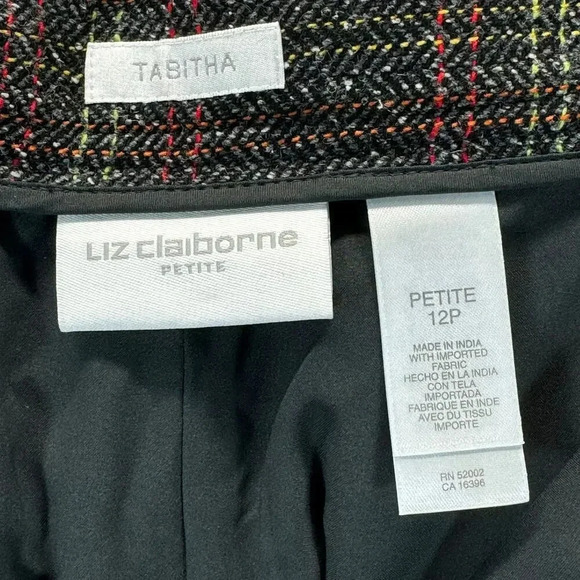 TABITHA
LIZ claiborne
PETITE
PETITE
12P
MADE IN INDIA
WITH IMPORTED
FABRIC
HECHO EN LA INDIA
CON TELA
IMPORTADA
FABRIQUE EN INDE
AVEC DU TISSU
IMPORTE
RN 52002
CA 16396